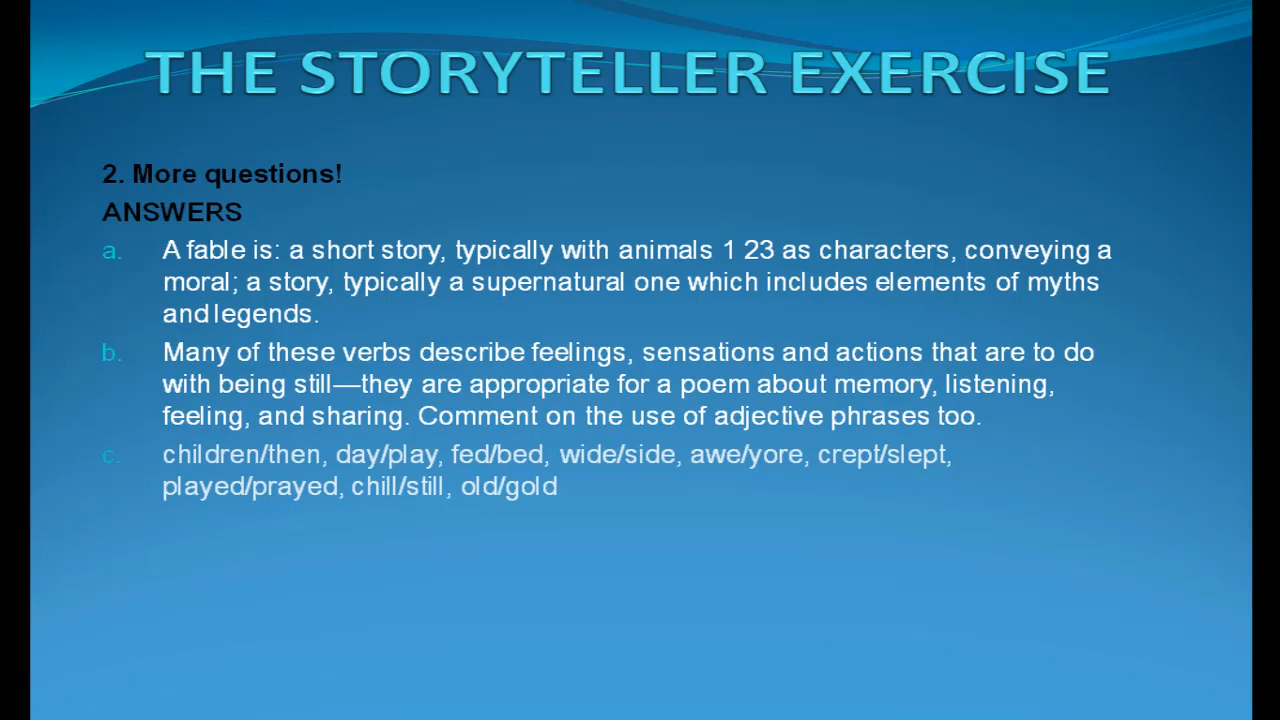 THE STORYTELLER EXERCISE
2. More questions!
ANSWERS
a. A fable is: a short story, typically with animals 1 23 as characters, conveying a
moral; a story, typically a supernatural one which includes elements of myths
and legends.
b. Many of these verbs describe feelings, sensations and actions that are to do
with being still—they are appropriate for a poem about memory, listening,
feeling, and sharing. Comment on the use of adjective phrases too.
c. children/then, day/play, fed/bed, wide/side, awe/yore, crept/slept,
played/prayed, chill/still, old/gold